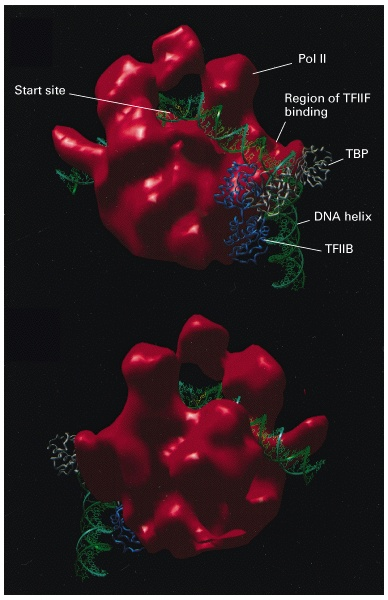 Pol II
Start site
Region of TFIIF
binding
TBP
DNA helix
TFIIB